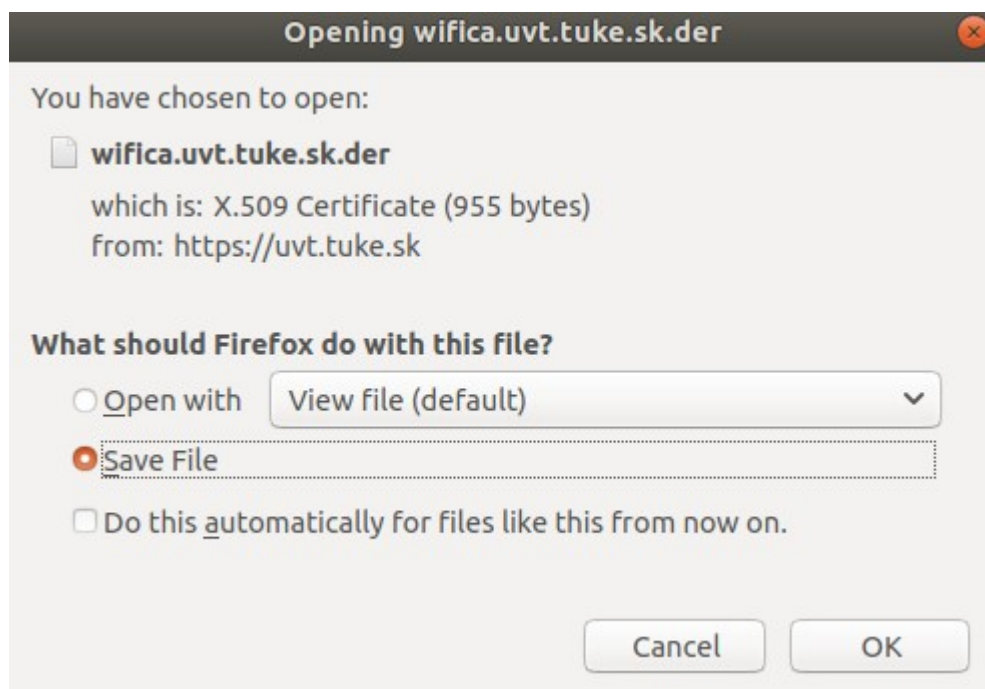 Opening wifica.uvt.tuke.sk.der
You have chosen to open:
wifica.uvt.tuke.sk.der
which is: X.509 Certificate (955 bytes)
from: https://uvt.tuke.sk
What should Firefox do with this file?
Open with View file (default)
Save File
Do this automatically for files like this from now on.
Cancel OK